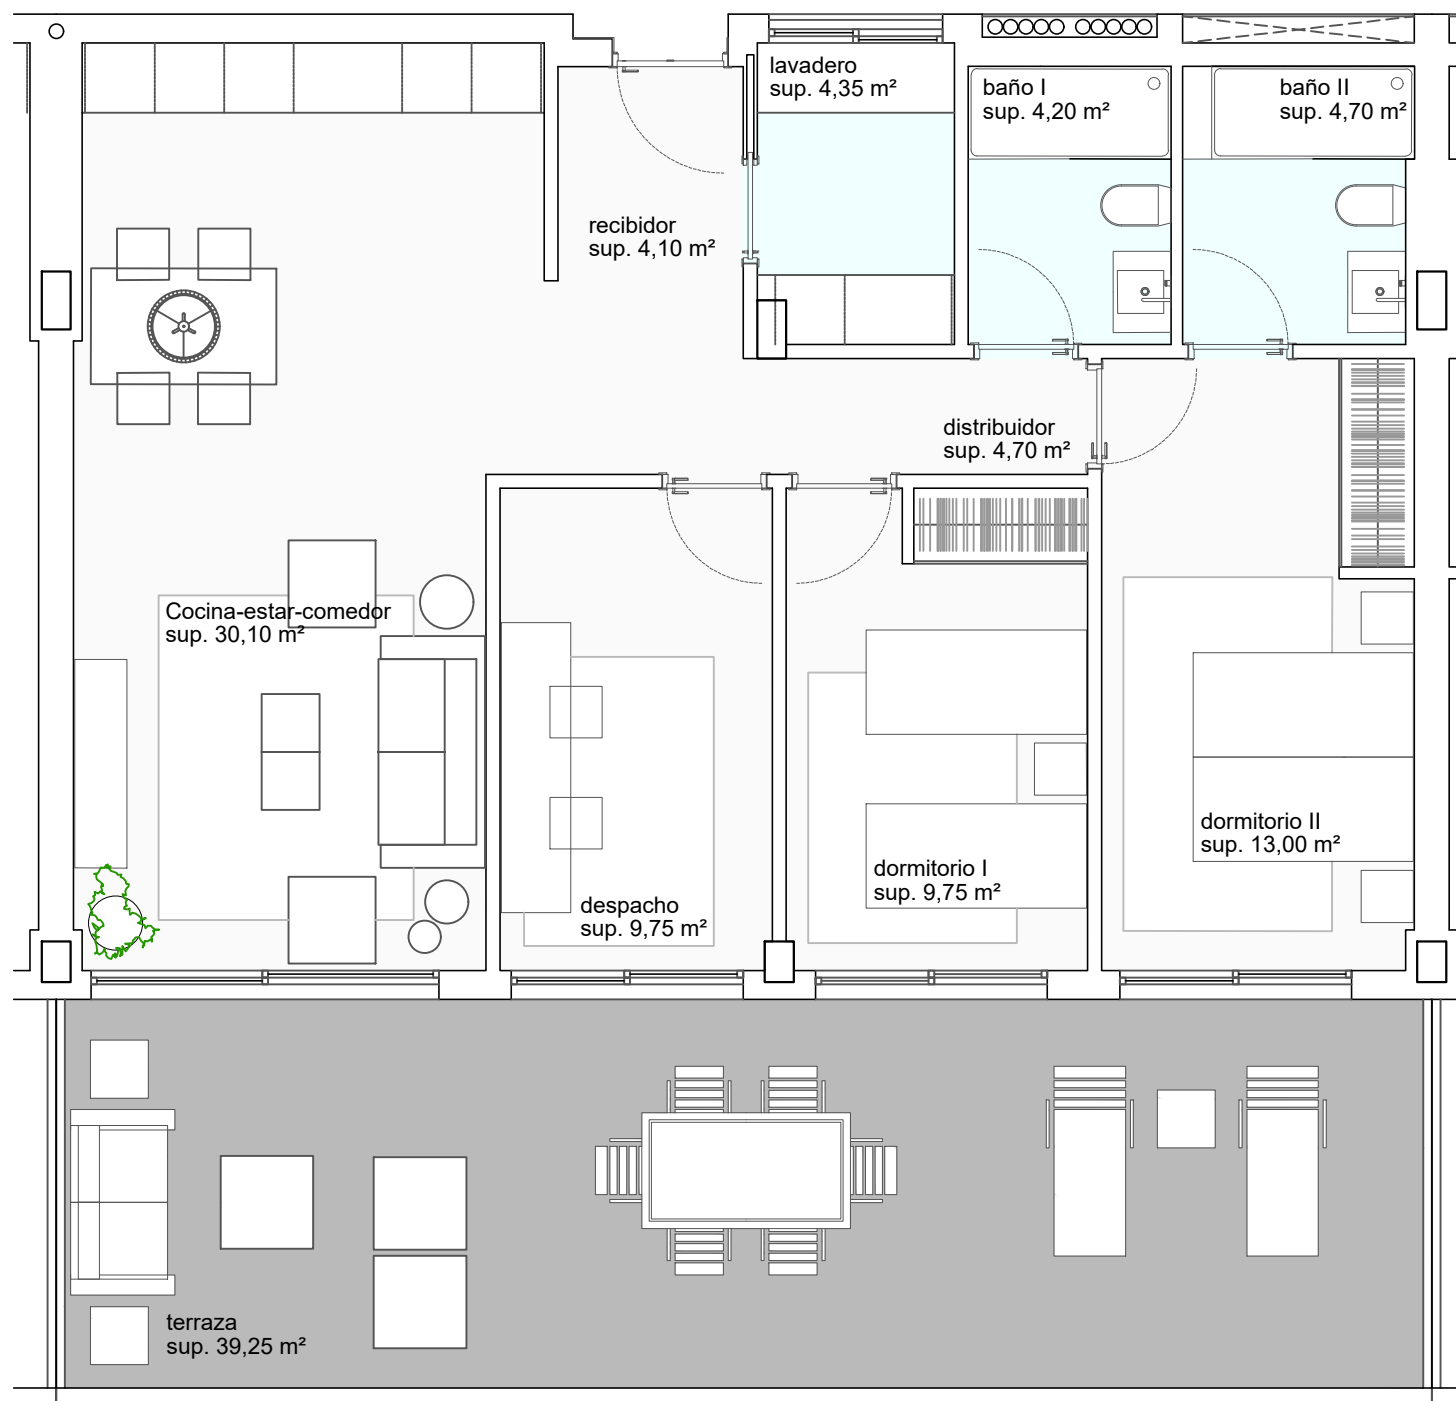 lavadero
sup. 4,35 m²
baño I
sup. 4,20 m²
baño II
sup. 4,70 m²
recibidor
sup. 4,10 m²
distribuidor
sup. 4,70 m²
Cocina-estar-comedor
sup. 30,10 m²
dormitorio II
sup. 13,00 m²
dormitorio I
sup. 9,75 m²
despacho
sup. 9,75 m²
terraza
sup. 39,25 m²